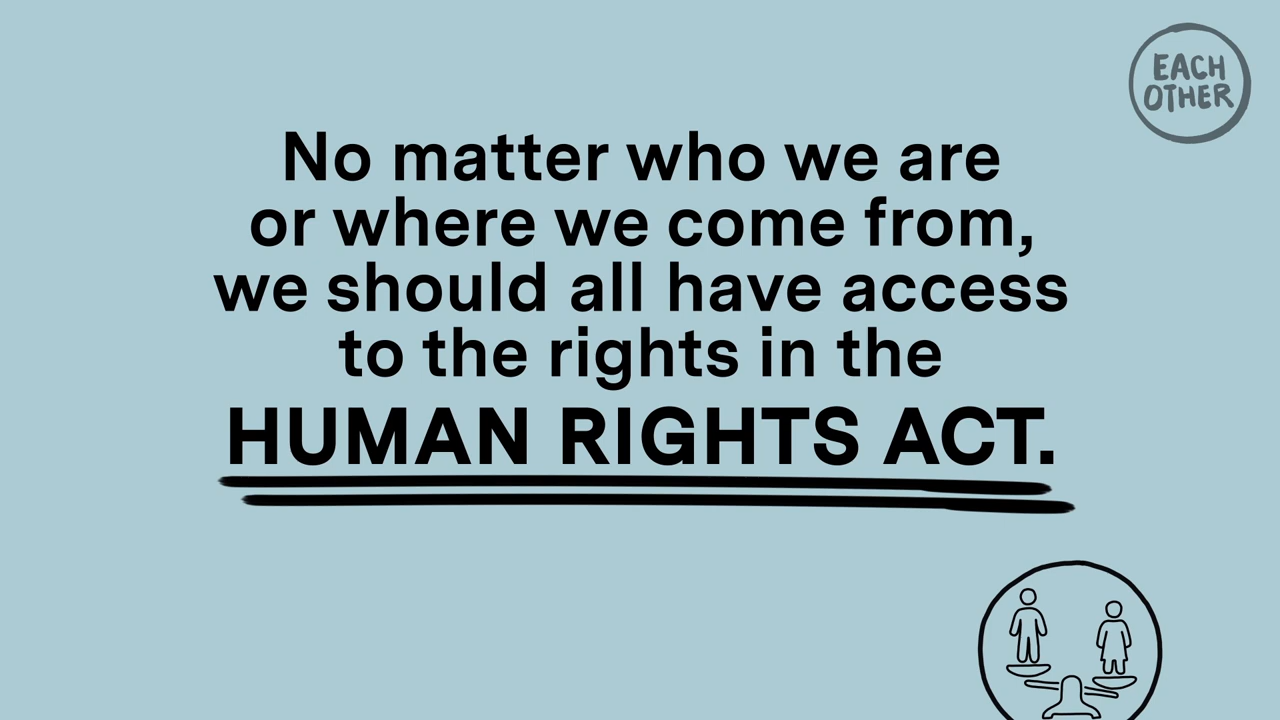 EACH
OTHER
No matter who we are
or where we come from,
we should all have access
to the rights in the
HUMAN RIGHTS ACT.